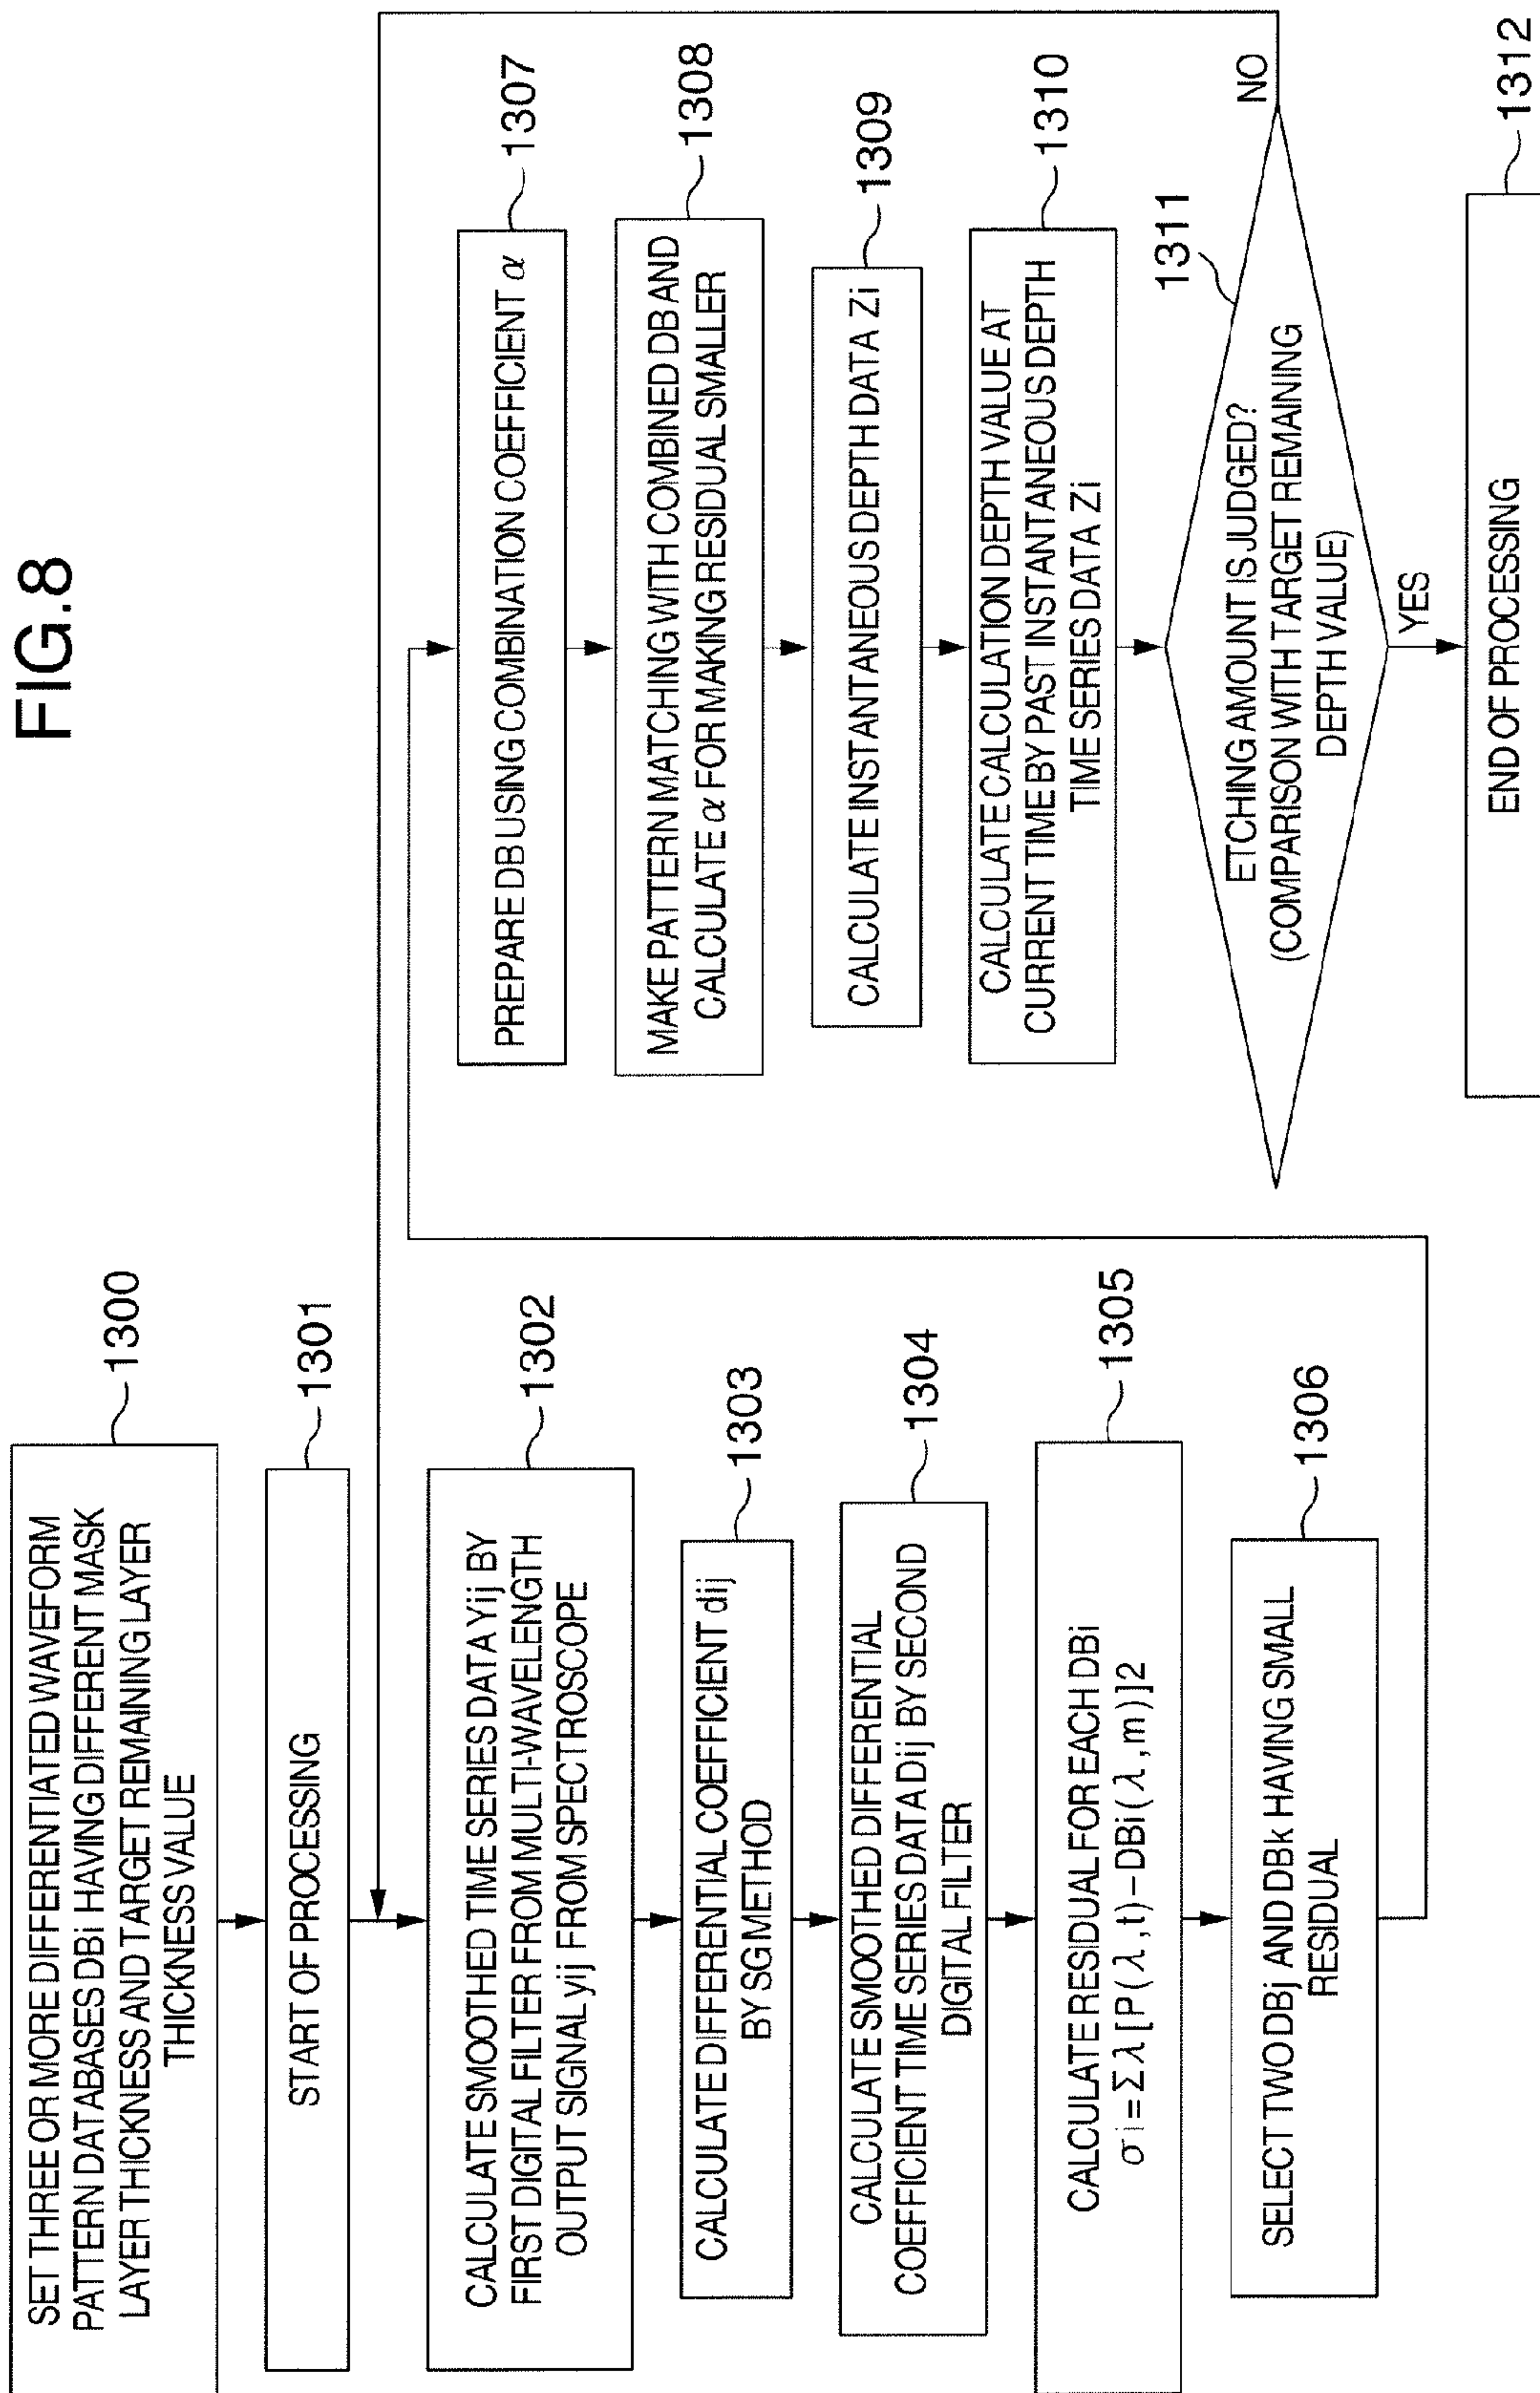 FIG.8
SET THREE OR MORE DIFFERENTIATED WAVEFORM
PATTERN DATABASES DBi HAVING DIFFERENT MASK
LAYER THICKNESS AND TARGET REMAINING LAYER
THICKNESS VALUE
1300
START OF PROCESSING
1301
CALCULATE SMOOTHED TIME SERIES DATA Yij BY
FIRST DIGITAL FILTER FROM MULTI-WAVELENGTH
OUTPUT SIGNAL yij FROM SPECTROSCOPE
1302
CALCULATE DIFFERENTIAL COEFFICIENT dij
BY SG METHOD
1303
CALCULATE SMOOTHED DIFFERENTIAL
COEFFICIENT TIME SERIES DATA Dij BY SECOND
DIGITAL FILTER
1304
CALCULATE RESIDUAL FOR EACH DBi
σi=Σλ[P(λ,t)−DBi(λ,m)]2
1305
SELECT TWO DBj AND DBk HAVING SMALL
RESIDUAL
1306
PREPARE DB USING COMBINATION COEFFICIENT α
1307
MAKE PATTERN MATCHING WITH COMBINED DB AND
CALCULATE α FOR MAKING RESIDUAL SMALLER
1308
CALCULATE INSTANTANEOUS DEPTH DATA Zi
1309
CALCULATE CALCULATION DEPTH VALUE AT
CURRENT TIME BY PAST INSTANTANEOUS DEPTH
TIME SERIES DATA Zi
1310
ETCHING AMOUNT IS JUDGED?
(COMPARISON WITH TARGET REMAINING
DEPTH VALUE)
1311
NO
YES
END OF PROCESSING
1312